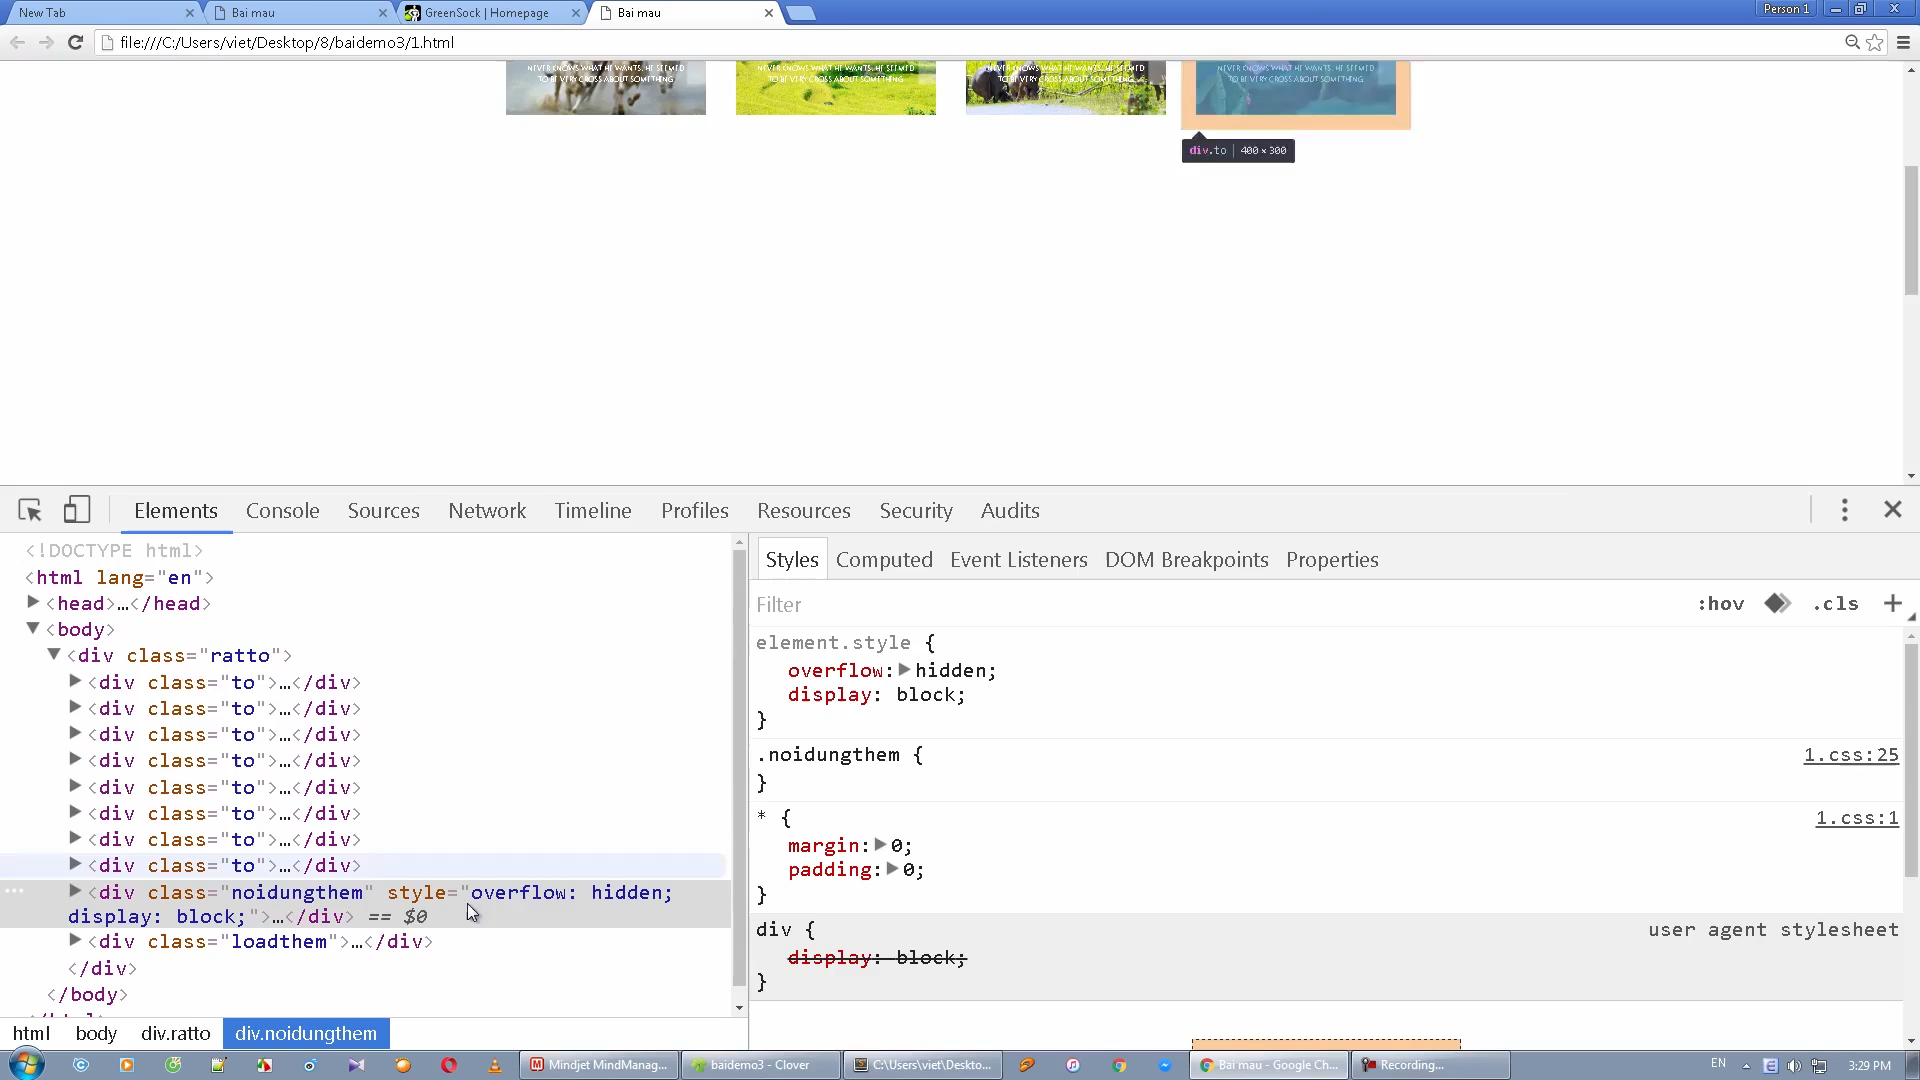 New Tab
Bai mau
GreenSock | Homepage
Bai mau
Person 1
file:///C:/Users/viet/Desktop/8/baidemo3/1.html
NEVER KNOWS WHAT HE WANTS. HE SEEMED
TO BE VERY CROSS ABOUT SOMETHING
NEVER KNOWS WHAT HE WANTS. HE SEEMED
TO BE VERY CROSS ABOUT SOMETHING
NEVER KNOWS WHAT HE WANTS. HE SEEMED
TO BE VERY CROSS ABOUT SOMETHING
NEVER KNOWS WHAT HE WANTS. HE SEEMED
TO BE VERY CROSS ABOUT SOMETHING
div.to | 400 × 300
Elements Console Sources Network Timeline Profiles Resources Security Audits
<!DOCTYPE html>
<html lang="en">
<head>…</head>
<body>
<div class="ratto">
<div class="to">…</div>
<div class="to">…</div>
<div class="to">…</div>
<div class="to">…</div>
<div class="to">…</div>
<div class="to">…</div>
<div class="to">…</div>
<div class="to">…</div>
<div class="noidungthem" style="overflow: hidden;
display: block;">…</div> == $0
<div class="loadthem">…</div>
</div>
</body>
html body div.ratto div.noidungthem
Styles Computed Event Listeners DOM Breakpoints Properties
Filter
:hov .cls
element.style {
overflow: hidden;
display: block;
}
.noidungthem {
1.css:25
}
* {
1.css:1
margin: 0;
padding: 0;
}
div {
user agent stylesheet
display: block;
}
Mindjet MindManag...
baidemo3 - Clover
C:\Users\viet\Deskto...
Bai mau - Google Ch...
Recording...
EN
3:29 PM